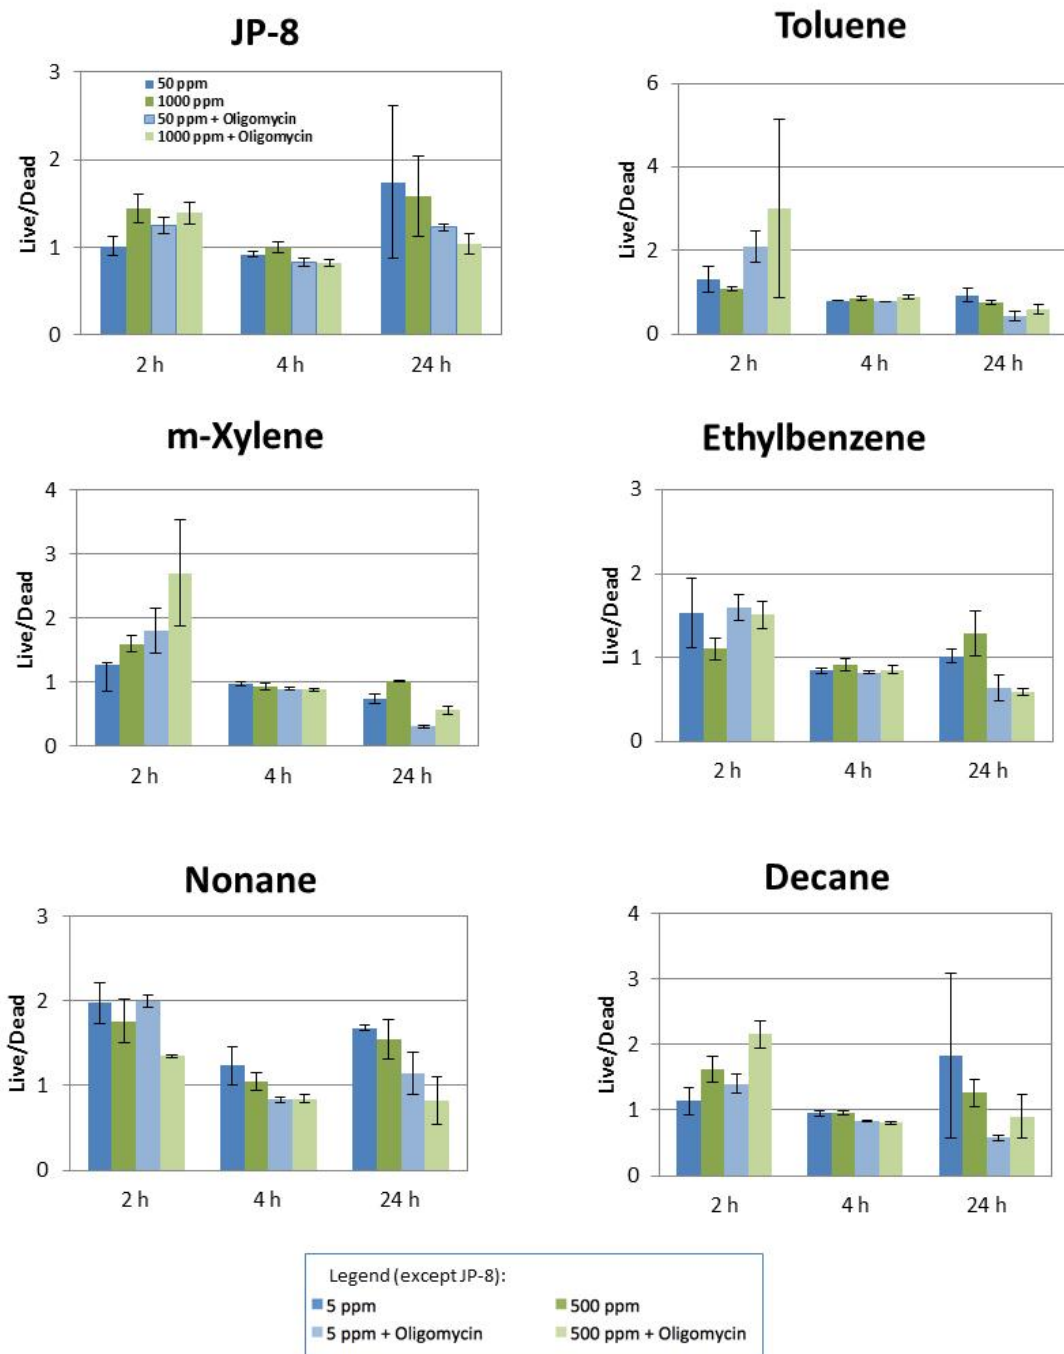 JP-8
Toluene
3
2
1
0
Live/Dead
50 ppm
1000 ppm
50 ppm + Oligomycin
1000 ppm + Oligomycin
2 h
4 h
24 h
6
4
2
0
Live/Dead
2 h
4 h
24 h
m-Xylene
Ethylbenzene
4
3
2
1
0
Live/Dead
2 h
4 h
24 h
3
2
1
0
Live/Dead
2 h
4 h
24 h
Nonane
Decane
3
2
1
0
Live/Dead
2 h
4 h
24 h
4
3
2
1
0
Live/Dead
2 h
4 h
24 h
Legend (except JP-8):
5 ppm
500 ppm
5 ppm + Oligomycin
500 ppm + Oligomycin